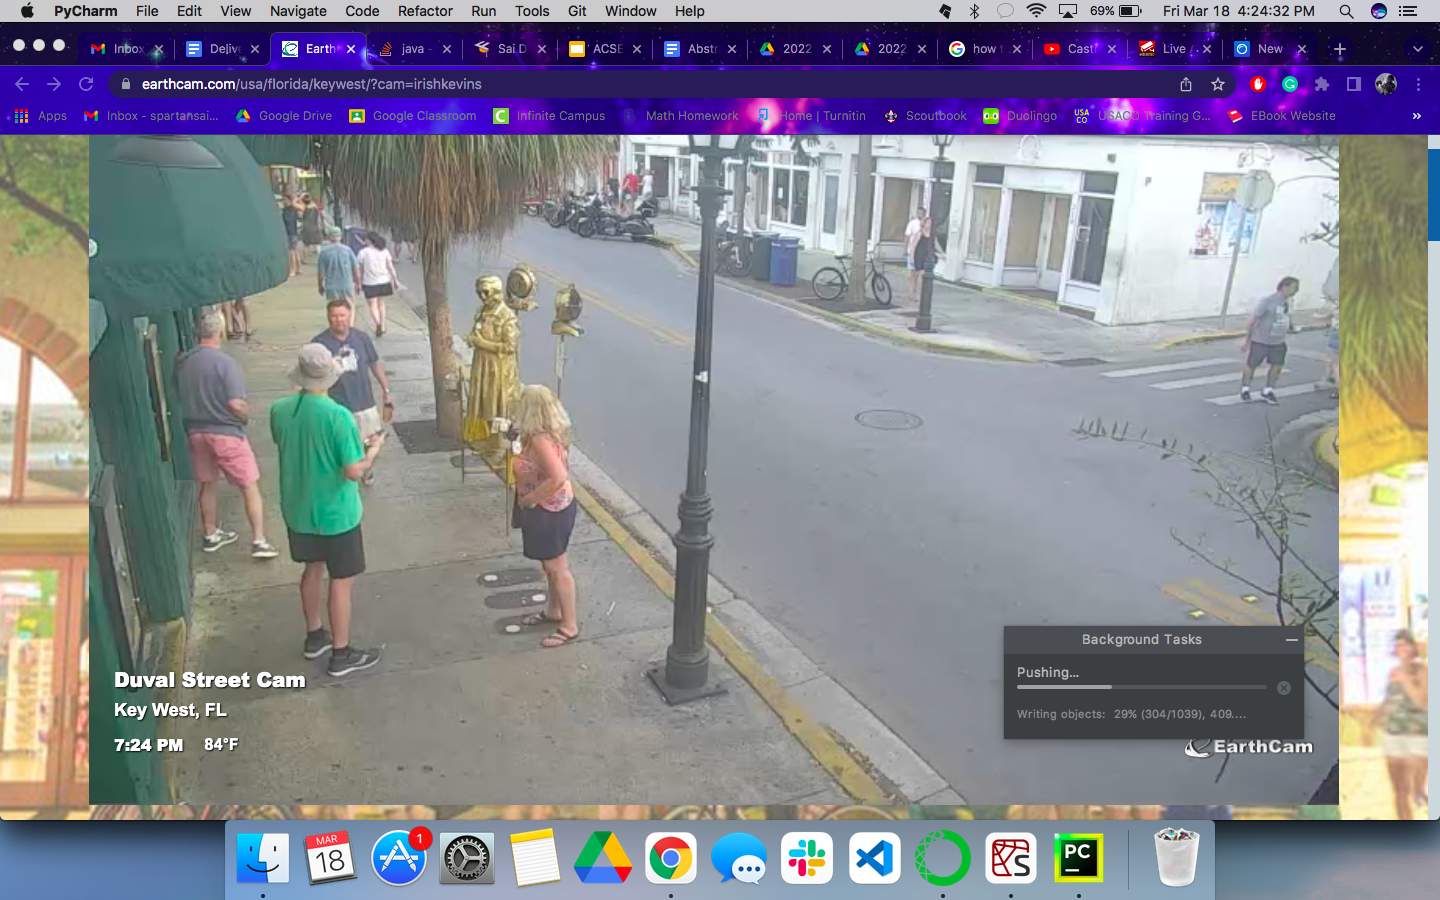 PyCharm File Edit View Navigate Code Refactor Run Tools Git Window Help 69% Fri Mar 18 4:24:32 PM
Inbox Delive Earth java - Sai D ACSE Abstr 2022 2022 how t Cast Live / New
earthcam.com/usa/florida/keywest/?cam=irishkevins
Apps Inbox - spartansai... Google Drive Google Classroom Infinite Campus Math Homework Home | Turnitin Scoutbook Duolingo USACO Training G... EBook Website »
Background Tasks
Pushing...
Writing objects: 29% (304/1039), 409....
Duval Street Cam
Key West, FL
7:24 PM 84°F
EarthCam
MAR
18
1
PC